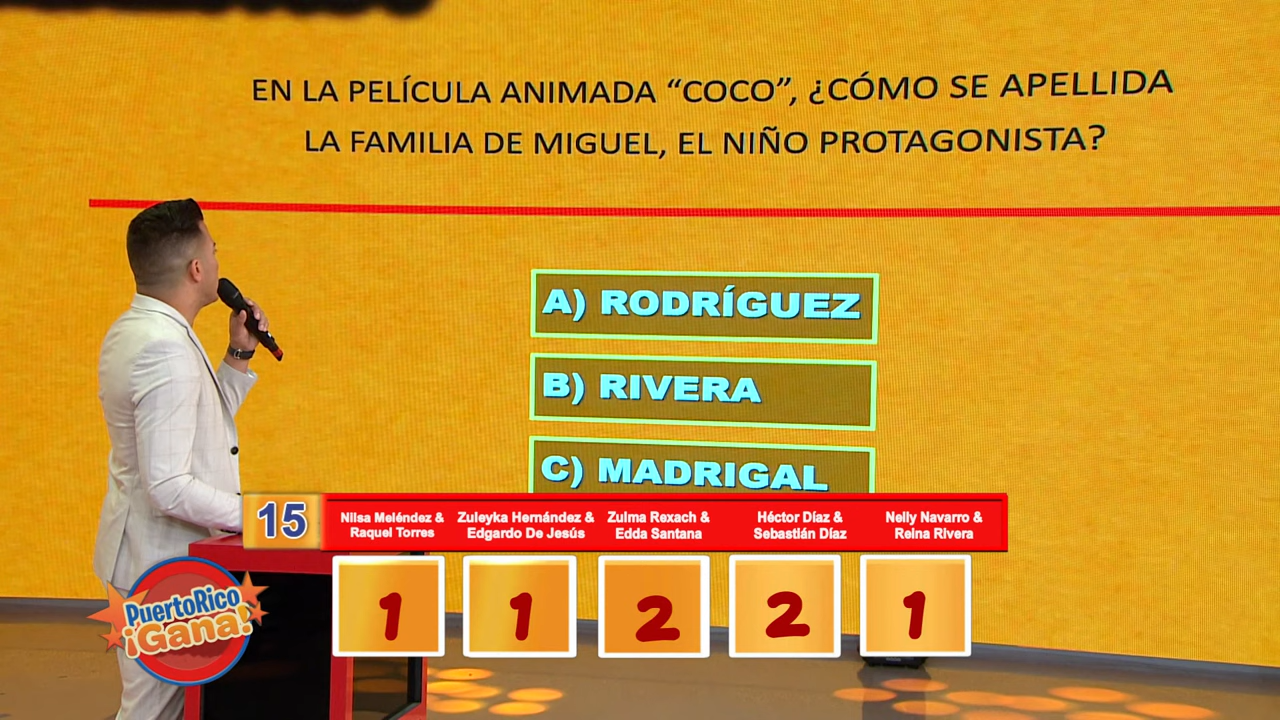 EN LA PELÍCULA ANIMADA “COCO”, ¿CÓMO SE APELLIDA
LA FAMILIA DE MIGUEL, EL NIÑO PROTAGONISTA?
A) RODRÍGUEZ
B) RIVERA
C) MADRIGAL
15
Nilsa Meléndez &
Raquel Torres
Zuleyka Hernández &
Edgardo De Jesús
Zulma Rexach &
Edda Santana
Héctor Díaz &
Sebastián Díaz
Nelly Navarro &
Reina Rivera
PuertoRico
¡Gana!
1
1
2
2
1